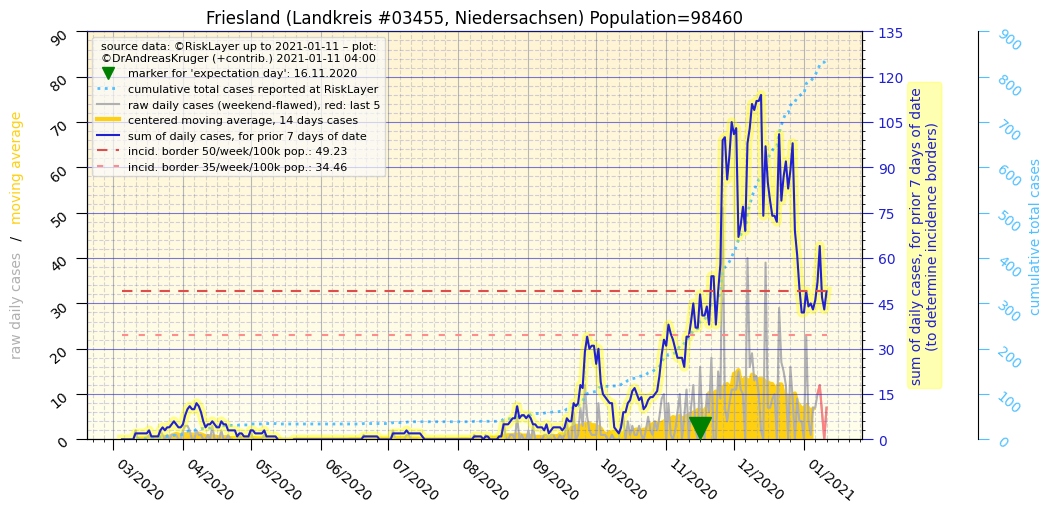 Friesland (Landkreis #03455, Niedersachsen) Population=98460
source data: ©RiskLayer up to 2021-01-11 – plot:
©DrAndreasKruger (+contrib.) 2021-01-11 04:00
marker for 'expectation day': 16.11.2020
cumulative total cases reported at RiskLayer
raw daily cases (weekend-flawed), red: last 5
centered moving average, 14 days cases
sum of daily cases, for prior 7 days of date
incid. border 50/week/100k pop.: 49.23
incid. border 35/week/100k pop.: 34.46
raw daily cases / moving average
90
80
70
60
50
40
30
20
10
0
03/2020
04/2020
05/2020
06/2020
07/2020
08/2020
09/2020
10/2020
11/2020
12/2020
01/2021
135
120
105
90
75
60
45
30
15
0
sum of daily cases, for prior 7 days of date
(to determine incidence borders)
900
800
700
600
500
400
300
200
100
0
cumulative total cases